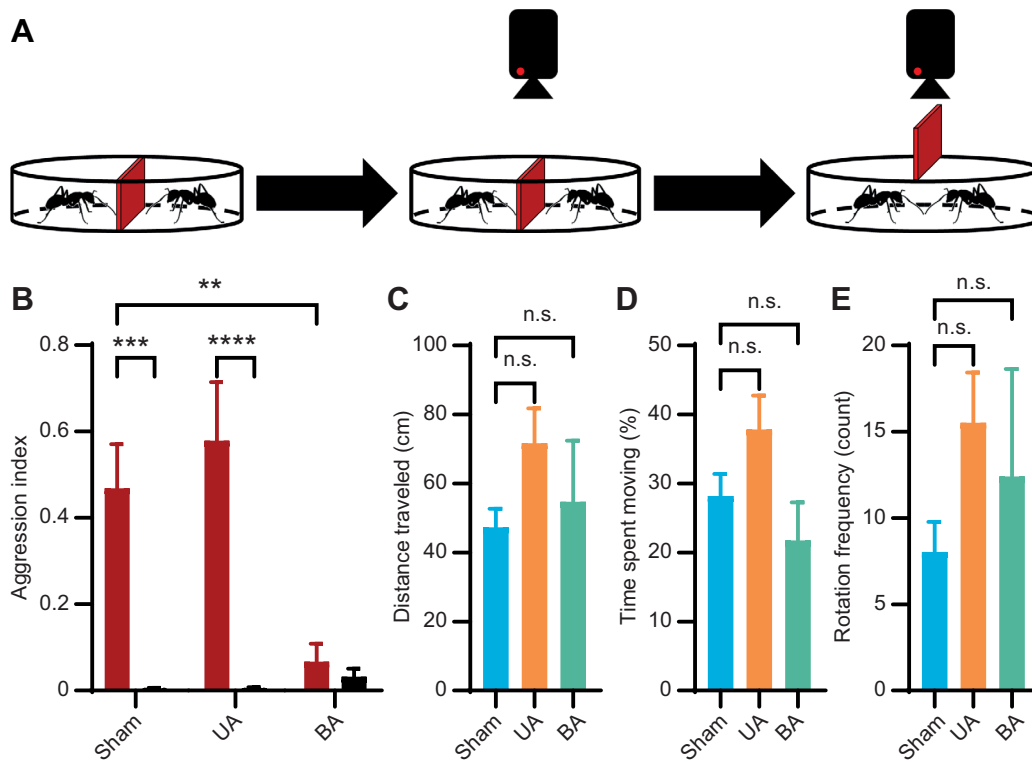 A
B
**
***
****
Aggression index
0.8
0.6
0.4
0.2
0
Sham
UA
BA
C
n.s.
n.s.
Distance traveled (cm)
100
80
60
40
20
0
Sham
UA
BA
D
n.s.
n.s.
Time spent moving (%)
50
40
30
20
10
0
Sham
UA
BA
E
n.s.
n.s.
Rotation frequency (count)
20
15
10
5
0
Sham
UA
BA